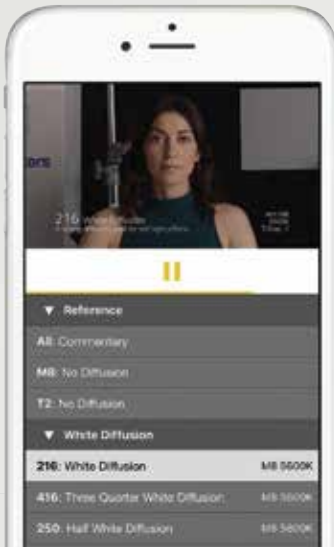 ors
216 White Diffusion
▼ Reference
All: Commentary
M8: No Diffusion
T2: No Diffusion
▼ White Diffusion
216: White Diffusion M8 5600K
416: Three Quarter White Diffusion M8 5600K
250: Half White Diffusion M8 5600K